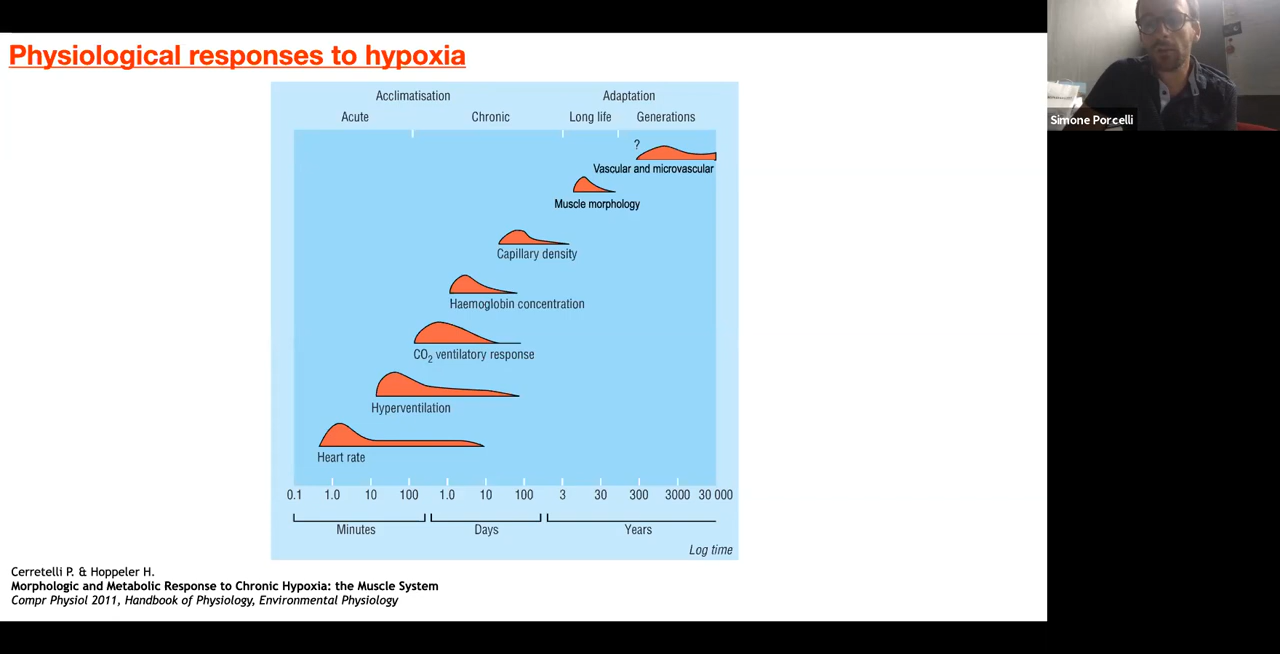 Physiological responses to hypoxia
Simone Porcelli
Acclimatisation Adaptation
Acute Chronic Long life Generations
?
Vascular and microvascular
Muscle morphology
Capillary density
Haemoglobin concentration
CO₂ ventilatory response
Hyperventilation
Heart rate
0.1 1.0 10 100 1.0 10 100 3 30 300 3000 30 000
Minutes Days Years
Log time
Cerretelli P. & Hoppeler H.
Morphologic and Metabolic Response to Chronic Hypoxia: the Muscle System
Compr Physiol 2011, Handbook of Physiology, Environmental Physiology